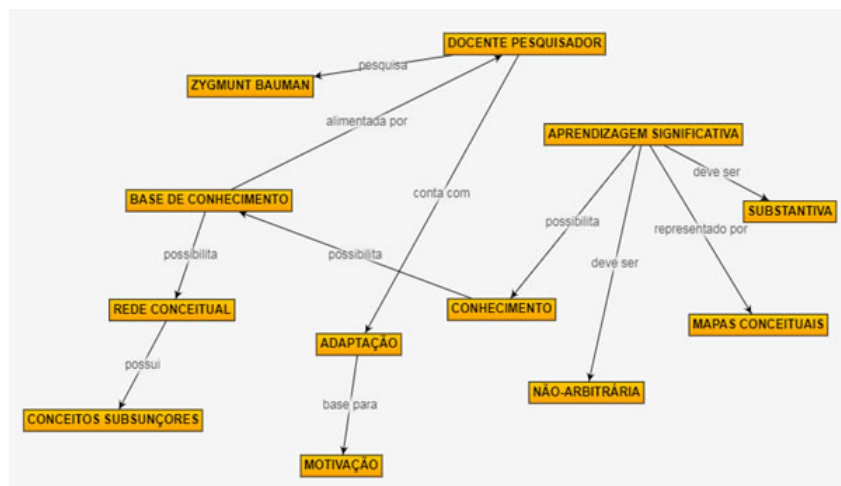 DOCENTE PESQUISADOR
pesquisa
ZYGMUNT BAUMAN
alimentada por
APRENDIZAGEM SIGNIFICATIVA
deve ser
conta com
BASE DE CONHECIMENTO
SUBSTANTIVA
possibilita
representado por
possibilita
possibilita
deve ser
REDE CONCEITUAL
CONHECIMENTO
MAPAS CONCEITUAIS
ADAPTAÇÃO
possui
NÃO-ARBITRÁRIA
base para
CONCEITOS SUBSUNÇORES
MOTIVAÇÃO